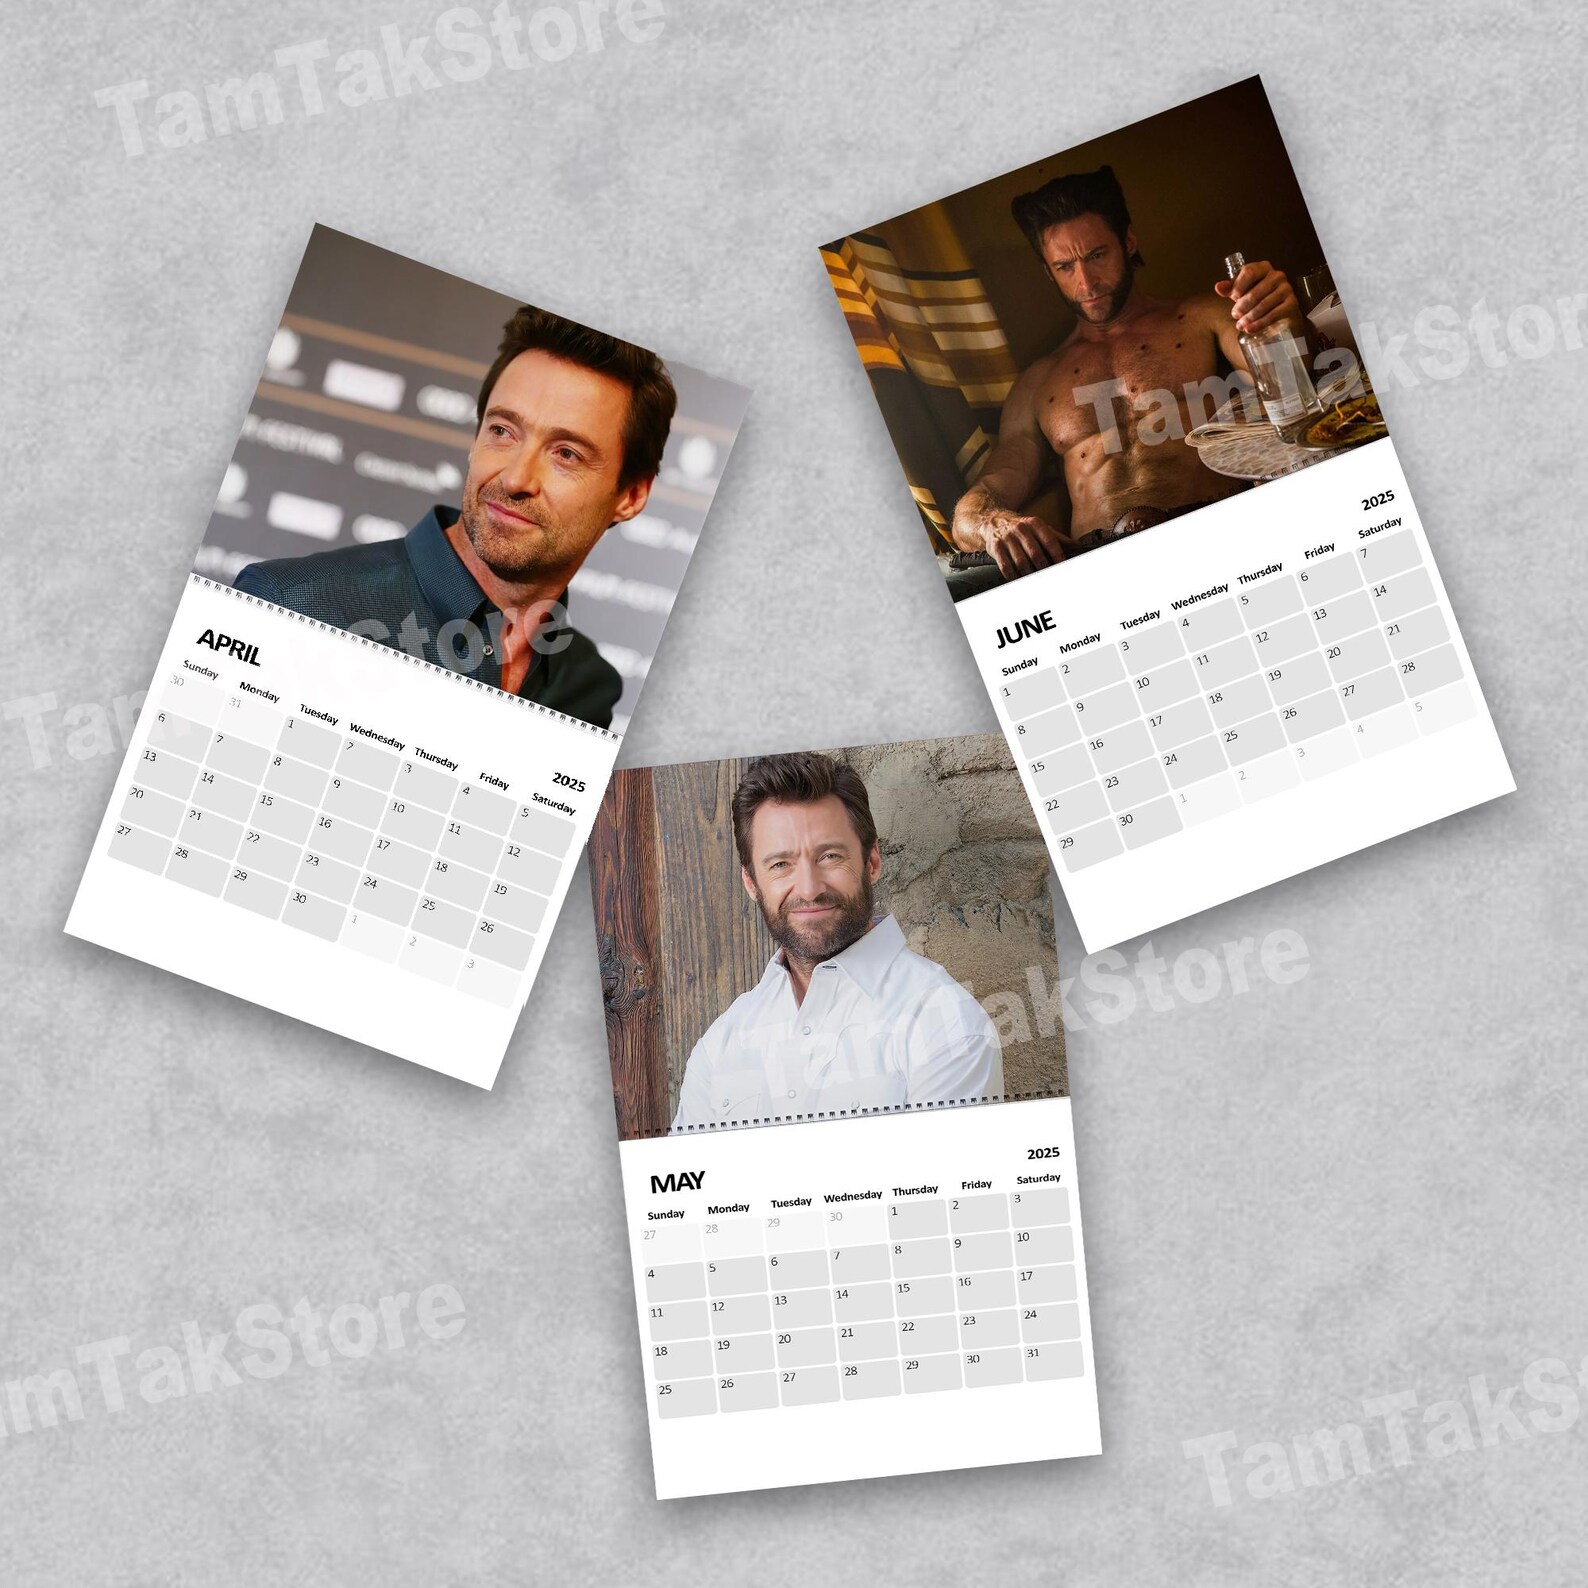 TamTakStore
TamTakStore
TamTakStore
TamTakStore
TamTakStore
TamTakS
APRIL
2025
Sunday Monday Tuesday Wednesday Thursday Friday Saturday
30 31 1 2 3 4 5
6 7 8 9 10 11 12
13 14 15 16 17 18 19
20 21 22 23 24 25 26
27 28 29 30 1 2 3
JUNE
2025
Sunday Monday Tuesday Wednesday Thursday Friday Saturday
1 2 3 4 5 6 7
8 9 10 11 12 13 14
15 16 17 18 19 20 21
22 23 24 25 26 27 28
29 30 1 2 3 4 5
MAY
2025
Sunday Monday Tuesday Wednesday Thursday Friday Saturday
27 28 29 30 1 2 3
4 5 6 7 8 9 10
11 12 13 14 15 16 17
18 19 20 21 22 23 24
25 26 27 28 29 30 31